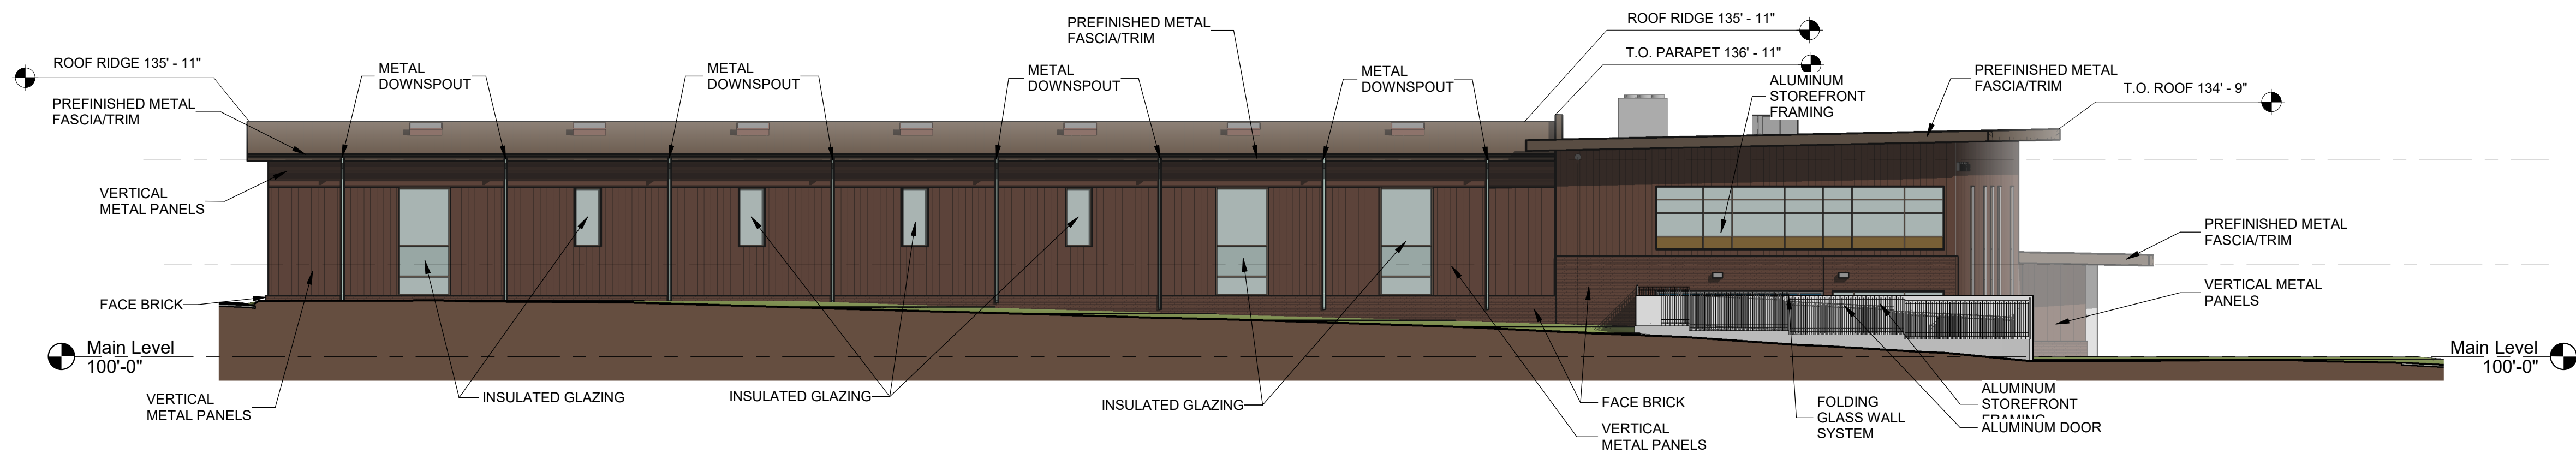 PREFINISHED METAL
FASCIA/TRIM
ROOF RIDGE 135' - 11"
T.O. PARAPET 136' - 11"
ROOF RIDGE 135' - 11"
METAL
DOWNSPOUT
METAL
DOWNSPOUT
METAL
DOWNSPOUT
METAL
DOWNSPOUT
ALUMINUM
STOREFRONT
FRAMING
PREFINISHED METAL
FASCIA/TRIM
T.O. ROOF 134' - 9"
PREFINISHED METAL
FASCIA/TRIM
VERTICAL
METAL PANELS
PREFINISHED METAL
FASCIA/TRIM
VERTICAL METAL
PANELS
FACE BRICK
Main Level
100'-0"
Main Level
100'-0"
VERTICAL
METAL PANELS
INSULATED GLAZING
INSULATED GLAZING
INSULATED GLAZING
FACE BRICK
VERTICAL
METAL PANELS
FOLDING
GLASS WALL
SYSTEM
ALUMINUM
STOREFRONT
FRAMING
ALUMINUM DOOR